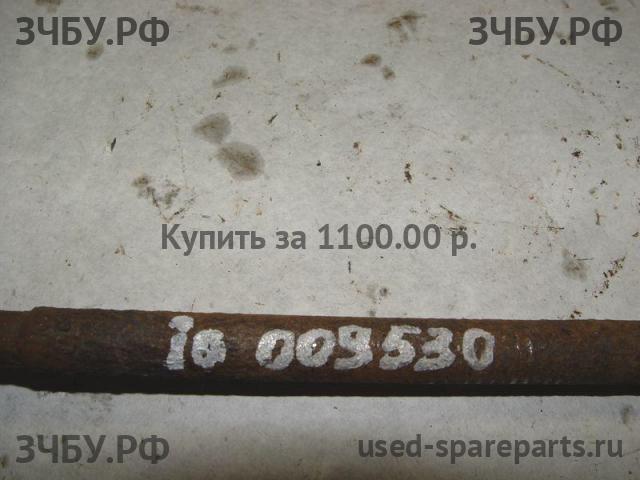 ЗЧБУ.РФ ЗЧБУ.РФ
Купить за 1100.00 р.
10 009530
ЗЧБУ.РФ used-spareparts.ru